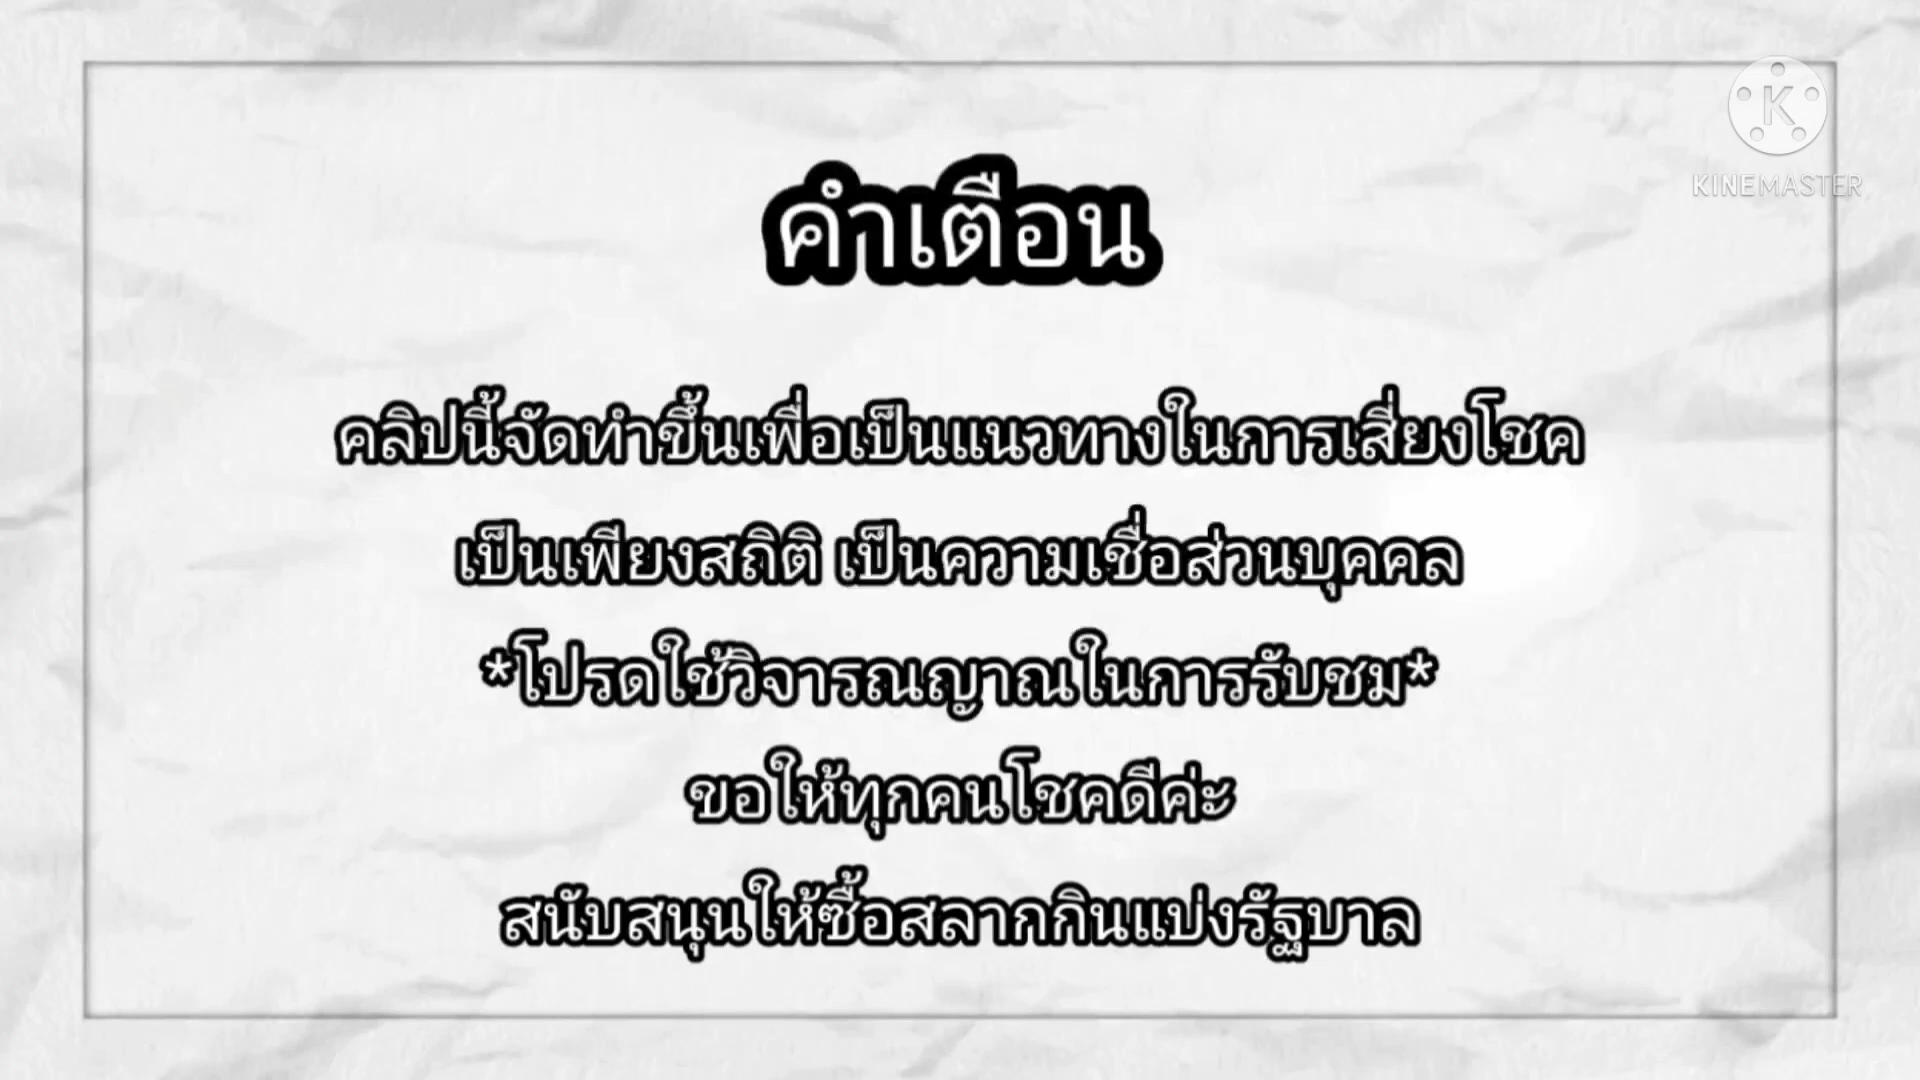 KINEMASTER
คำเตือน
คลิปนี้จัดทำขึ้นเพื่อเป็นแนวทางในการเสี่ยงโชค
เป็นเพียงสถิติ เป็นความเชื่อส่วนบุคคล
*โปรดใช้วิจารณญาณในการรับชม*
ขอให้ทุกคนโชคดีค่ะ
สนับสนุนให้ซื้อสลากกินแบ่งรัฐบาล